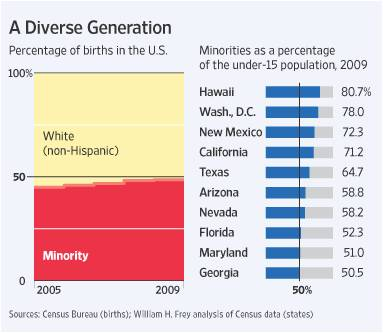 A Diverse Generation
Percentage of births in the U.S.
100%
White
(non-Hispanic)
50
Minority
0
2005 2009
Minorities as a percentage
of the under-15 population, 2009
Hawaii 80.7%
Wash., D.C. 78.0
New Mexico 72.3
California 71.2
Texas 64.7
Arizona 58.8
Nevada 58.2
Florida 52.3
Maryland 51.0
Georgia 50.5
50%
Sources: Census Bureau (births); William H. Frey analysis of Census data (states)